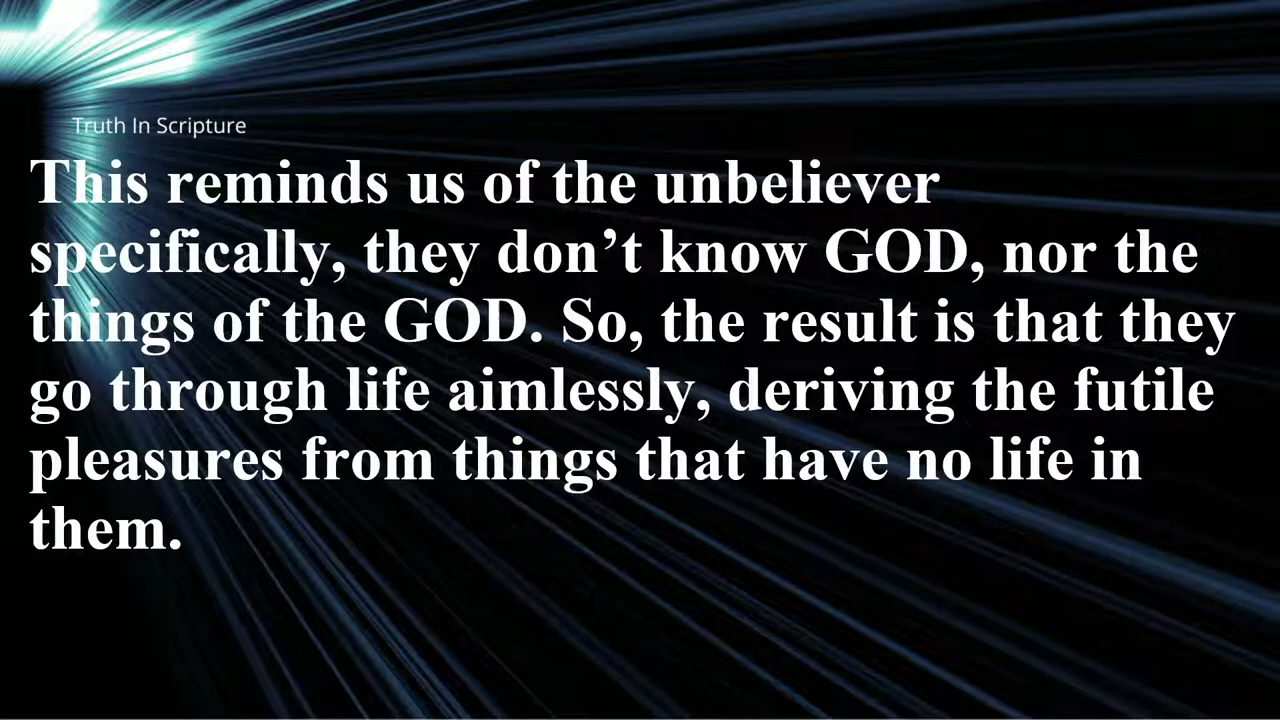 Truth In Scripture
This reminds us of the unbeliever
specifically, they don’t know GOD, nor the
things of the GOD. So, the result is that they
go through life aimlessly, deriving the futile
pleasures from things that have no life in
them.